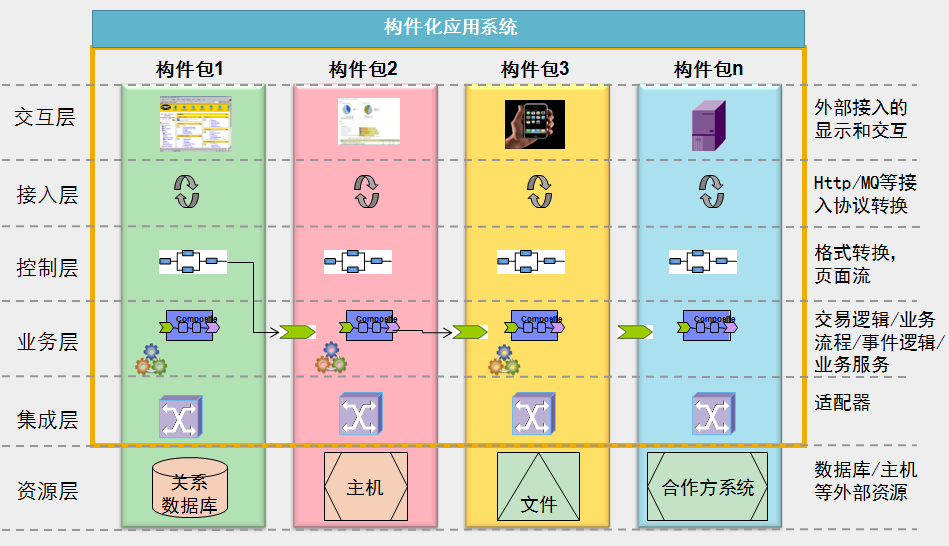 构件化应用系统
构件包1
构件包2
构件包3
构件包n
交互层
外部接入的
显示和交互
接入层
Http/MQ等接
入协议转换
控制层
格式转换，
页面流
业务层
Composite
Composite
Composite
Composite
交易逻辑/业务
流程/事件逻辑/
业务服务
集成层
适配器
资源层
关系
数据库
主机
文件
合作方系统
数据库/主机
等外部资源